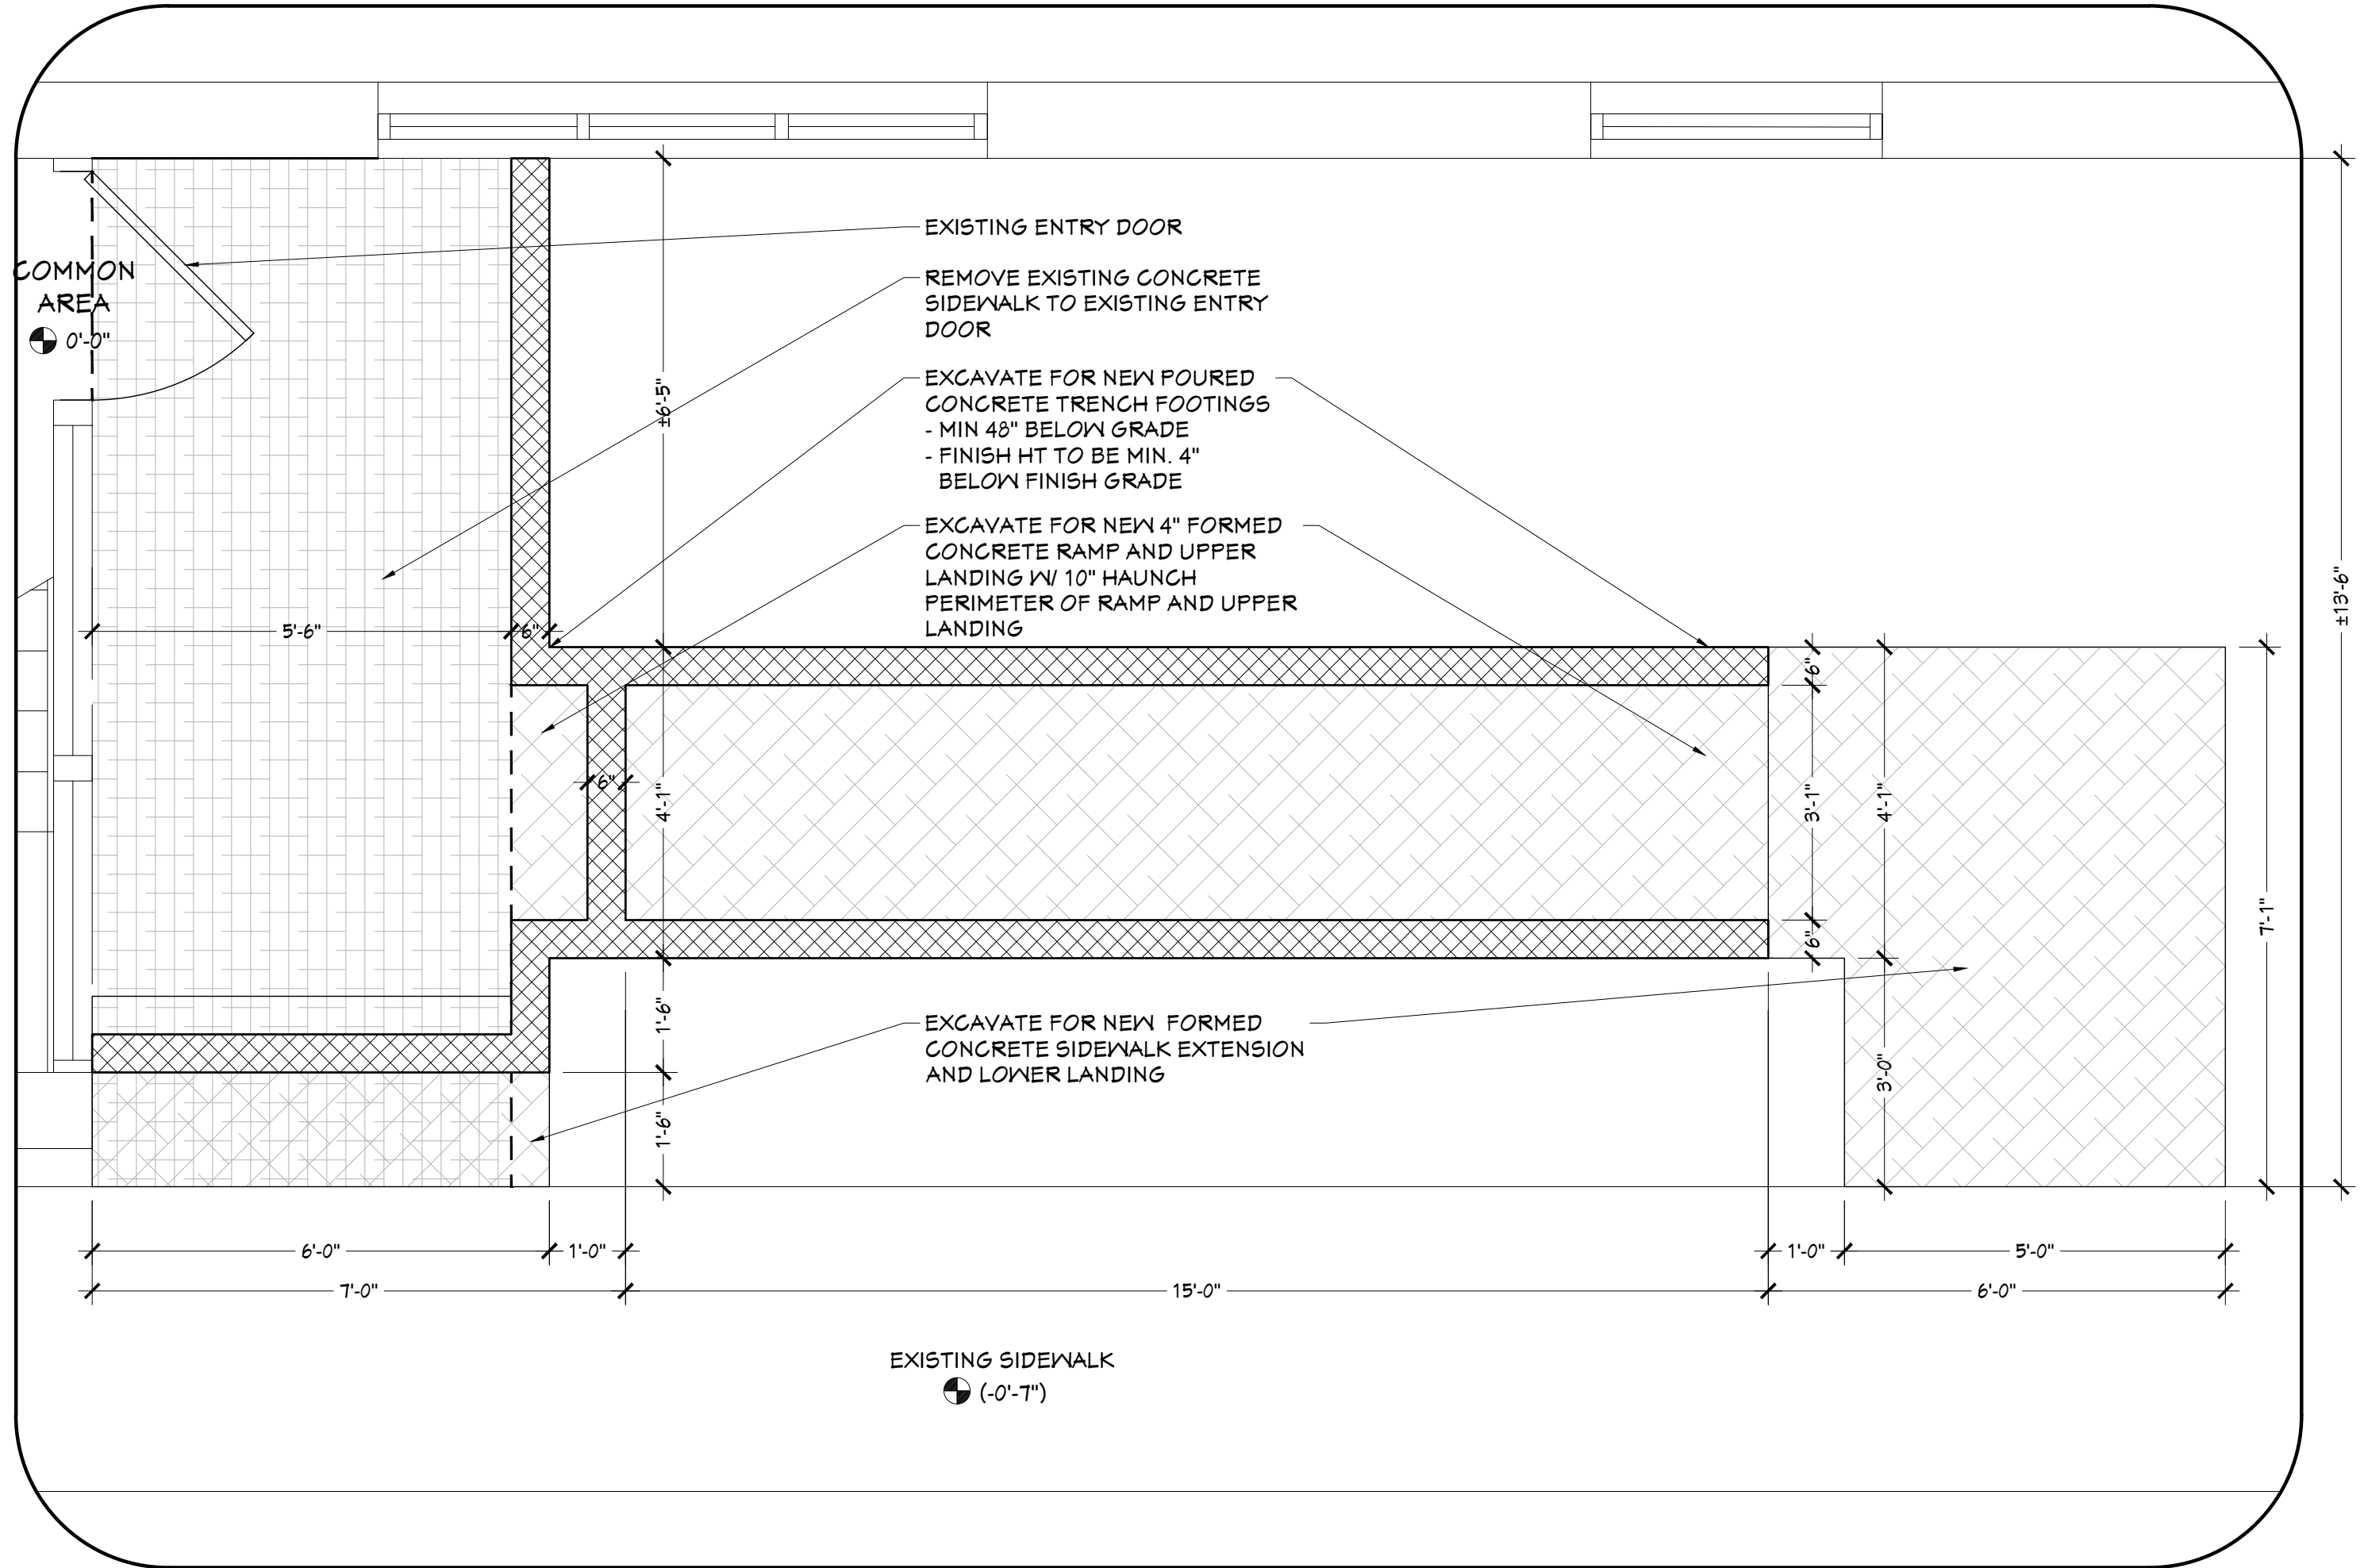 EXISTING ENTRY DOOR
COMMON
AREA
0'-0"
REMOVE EXISTING CONCRETE
SIDEWALK TO EXISTING ENTRY
DOOR
EXCAVATE FOR NEW POURED
CONCRETE TRENCH FOOTINGS
- MIN 48" BELOW GRADE
- FINISH HT TO BE MIN. 4"
BELOW FINISH GRADE
±6'-5"
EXCAVATE FOR NEW 4" FORMED
CONCRETE RAMP AND UPPER
LANDING W/ 10" HAUNCH
PERIMETER OF RAMP AND UPPER
LANDING
±13'-6"
5'-6"
6"
6"
6"
4'-1"
3'-1"
4'-1"
7'-1"
6"
1'-6"
EXCAVATE FOR NEW FORMED
CONCRETE SIDEWALK EXTENSION
AND LOWER LANDING
3'-0"
1'-6"
6'-0"
1'-0"
1'-0"
5'-0"
7'-0"
15'-0"
6'-0"
EXISTING SIDEWALK
(-0'-7")